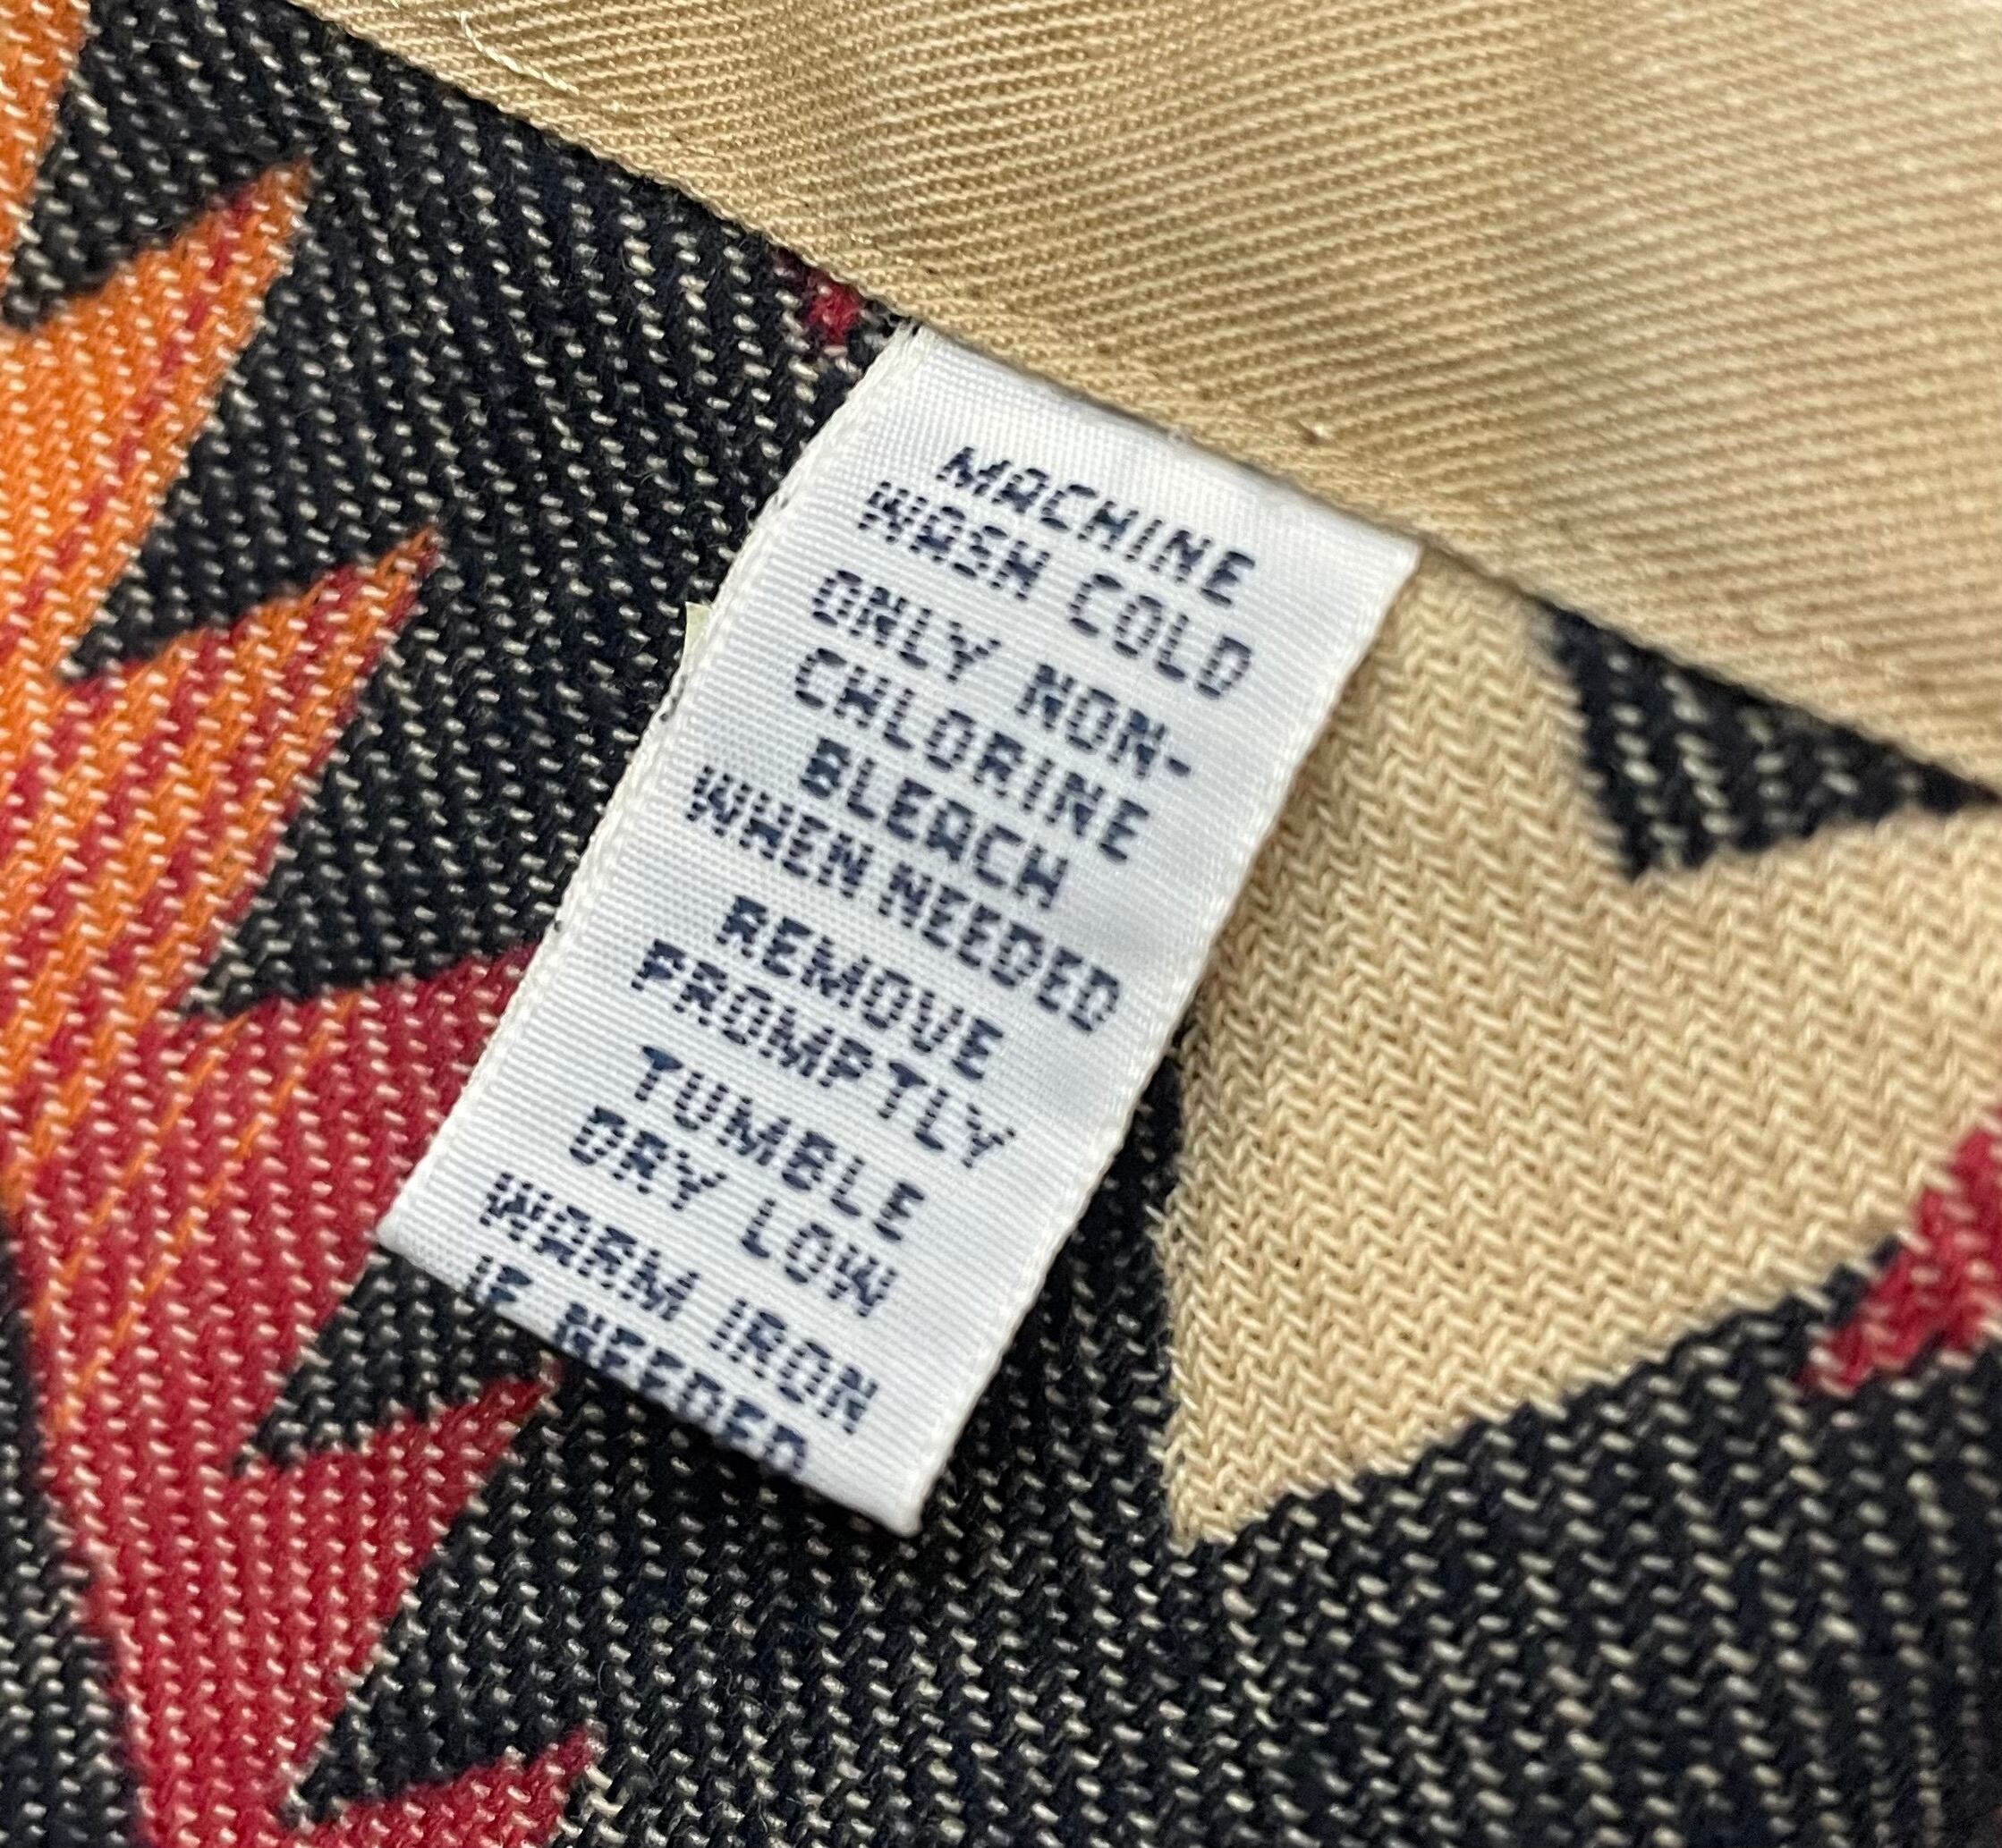 MACHINE
WASH COLD
ONLY NON-
CHLORINE
BLEACH
WHEN NEEDED
REMOVE
PROMPTLY
TUMBLE
DRY LOW
WARM IRON
IF NEEDED